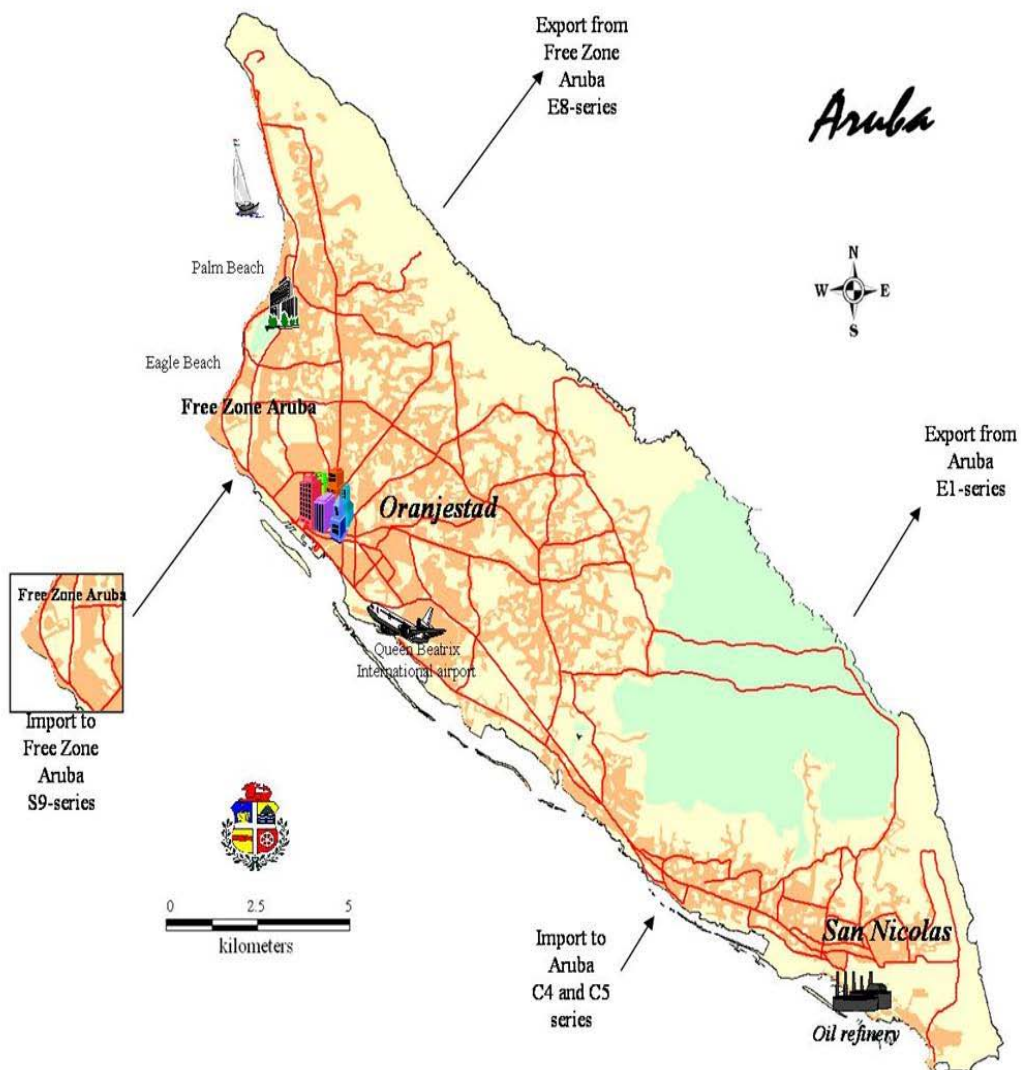 Export from
Free Zone
Aruba
E8-series
Aruba
N
W E
S
Palm Beach
Eagle Beach
Free Zone Aruba
Export from
Aruba
E1-series
Oranjestad
Free Zone Aruba
Queen Beatrix
International airport
Import to
Free Zone
Aruba
S9-series
0 2.5 5
kilometers
San Nicolas
Import to
Aruba
C4 and C5
series
Oil refinery